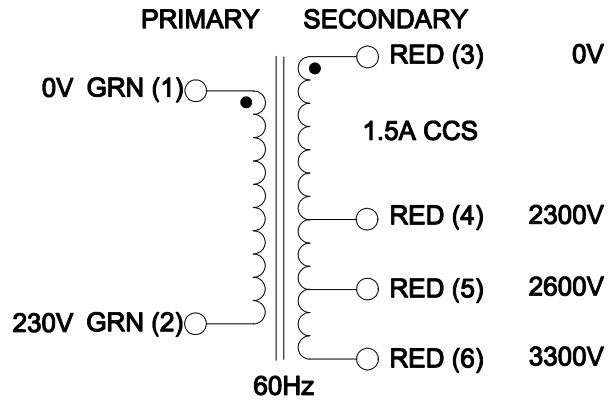 PRIMARY SECONDARY
RED (3) 0V
0V GRN (1)
1.5A CCS
RED (4) 2300V
RED (5) 2600V
230V GRN (2)
RED (6) 3300V
60Hz